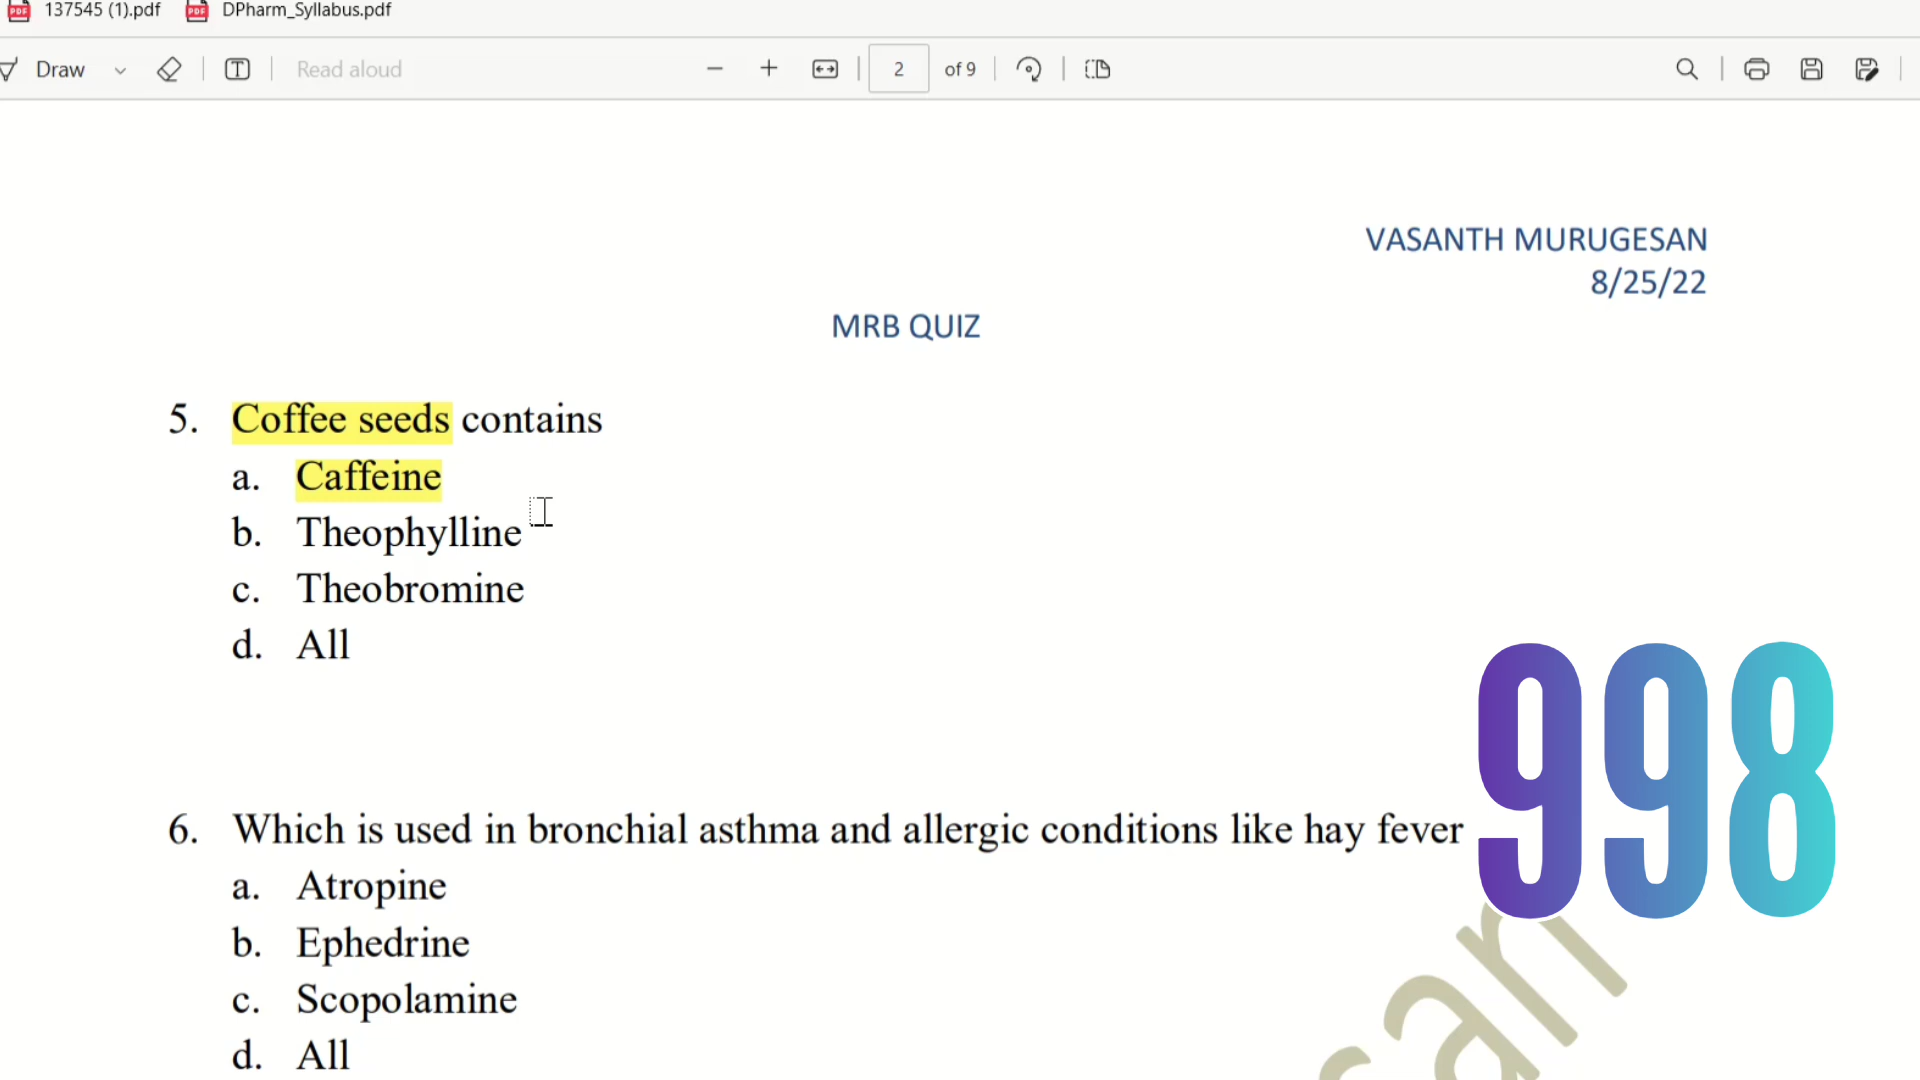 137545 (1).pdf DPharm_Syllabus.pdf
Draw Read aloud 2 of 9
VASANTH MURUGESAN
8/25/22
MRB QUIZ
5. Coffee seeds contains
a. Caffeine
b. Theophylline
c. Theobromine
d. All
998
6. Which is used in bronchial asthma and allergic conditions like hay fever
a. Atropine
b. Ephedrine
c. Scopolamine
d. All